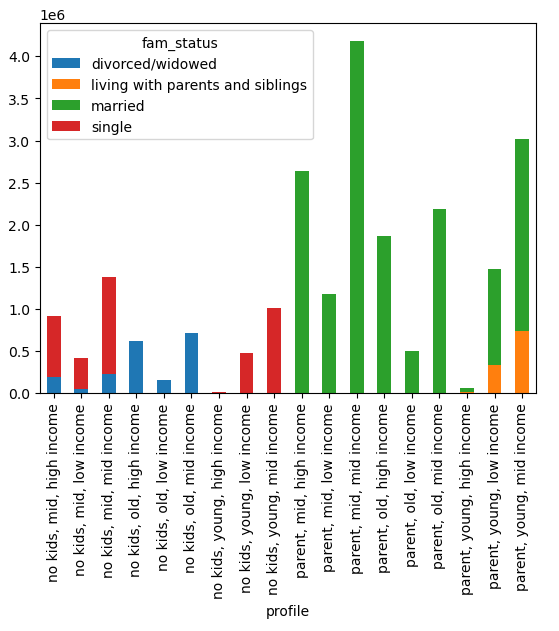 1e6
fam_status
divorced/widowed
living with parents and siblings
married
single
4.0
3.5
3.0
2.5
2.0
1.5
1.0
0.5
0.0
no kids, mid, high income
no kids, mid, low income
no kids, mid, mid income
no kids, old, high income
no kids, old, low income
no kids, old, mid income
no kids, young, high income
no kids, young, low income
no kids, young, mid income
parent, mid, high income
parent, mid, low income
parent, mid, mid income
parent, old, high income
parent, old, low income
parent, old, mid income
parent, young, high income
parent, young, low income
parent, young, mid income
profile